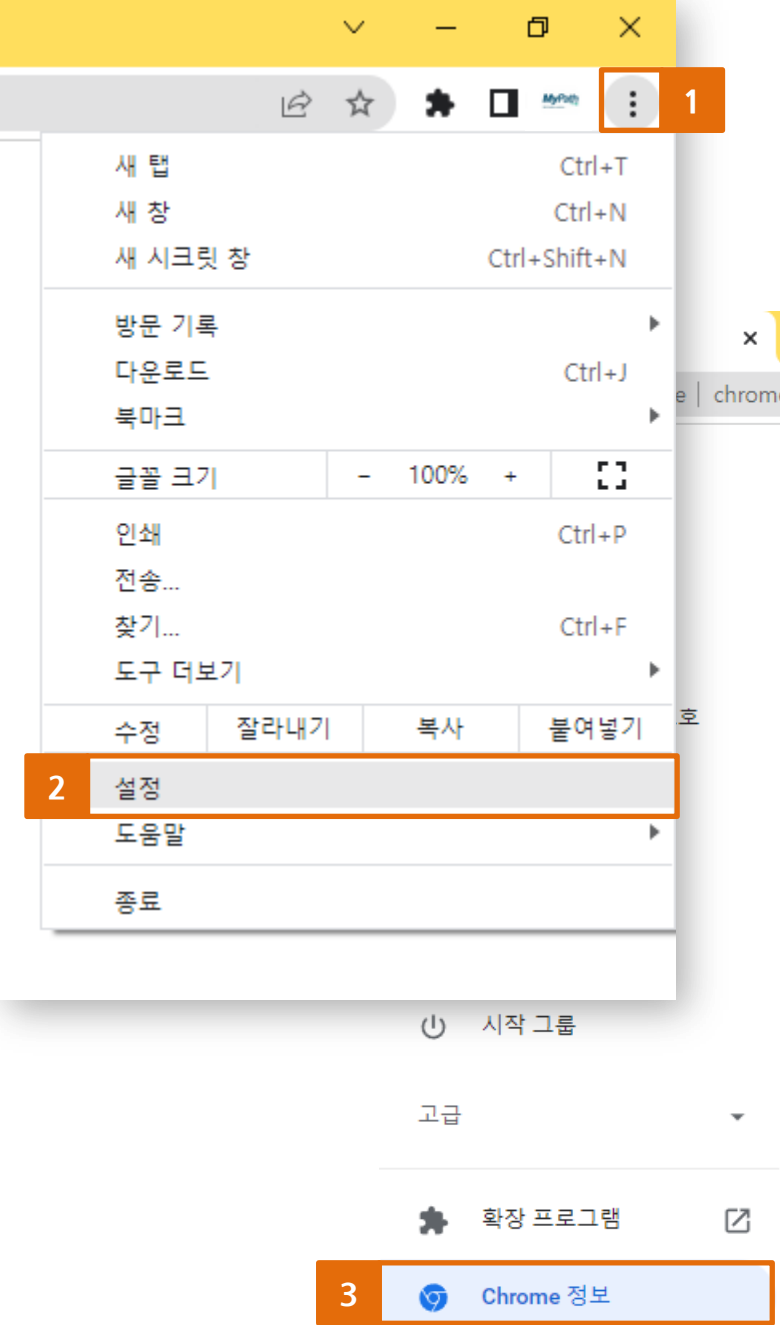 MyPath
1
새 탭 Ctrl+T
새 창 Ctrl+N
새 시크릿 창 Ctrl+Shift+N
방문 기록
다운로드 Ctrl+J
e | chrome
북마크
글꼴 크기 - 100% +
인쇄 Ctrl+P
전송...
찾기... Ctrl+F
도구 더보기
호
수정 잘라내기 복사 붙여넣기
2 설정
도움말
종료
시작 그룹
고급
확장 프로그램
3 Chrome 정보